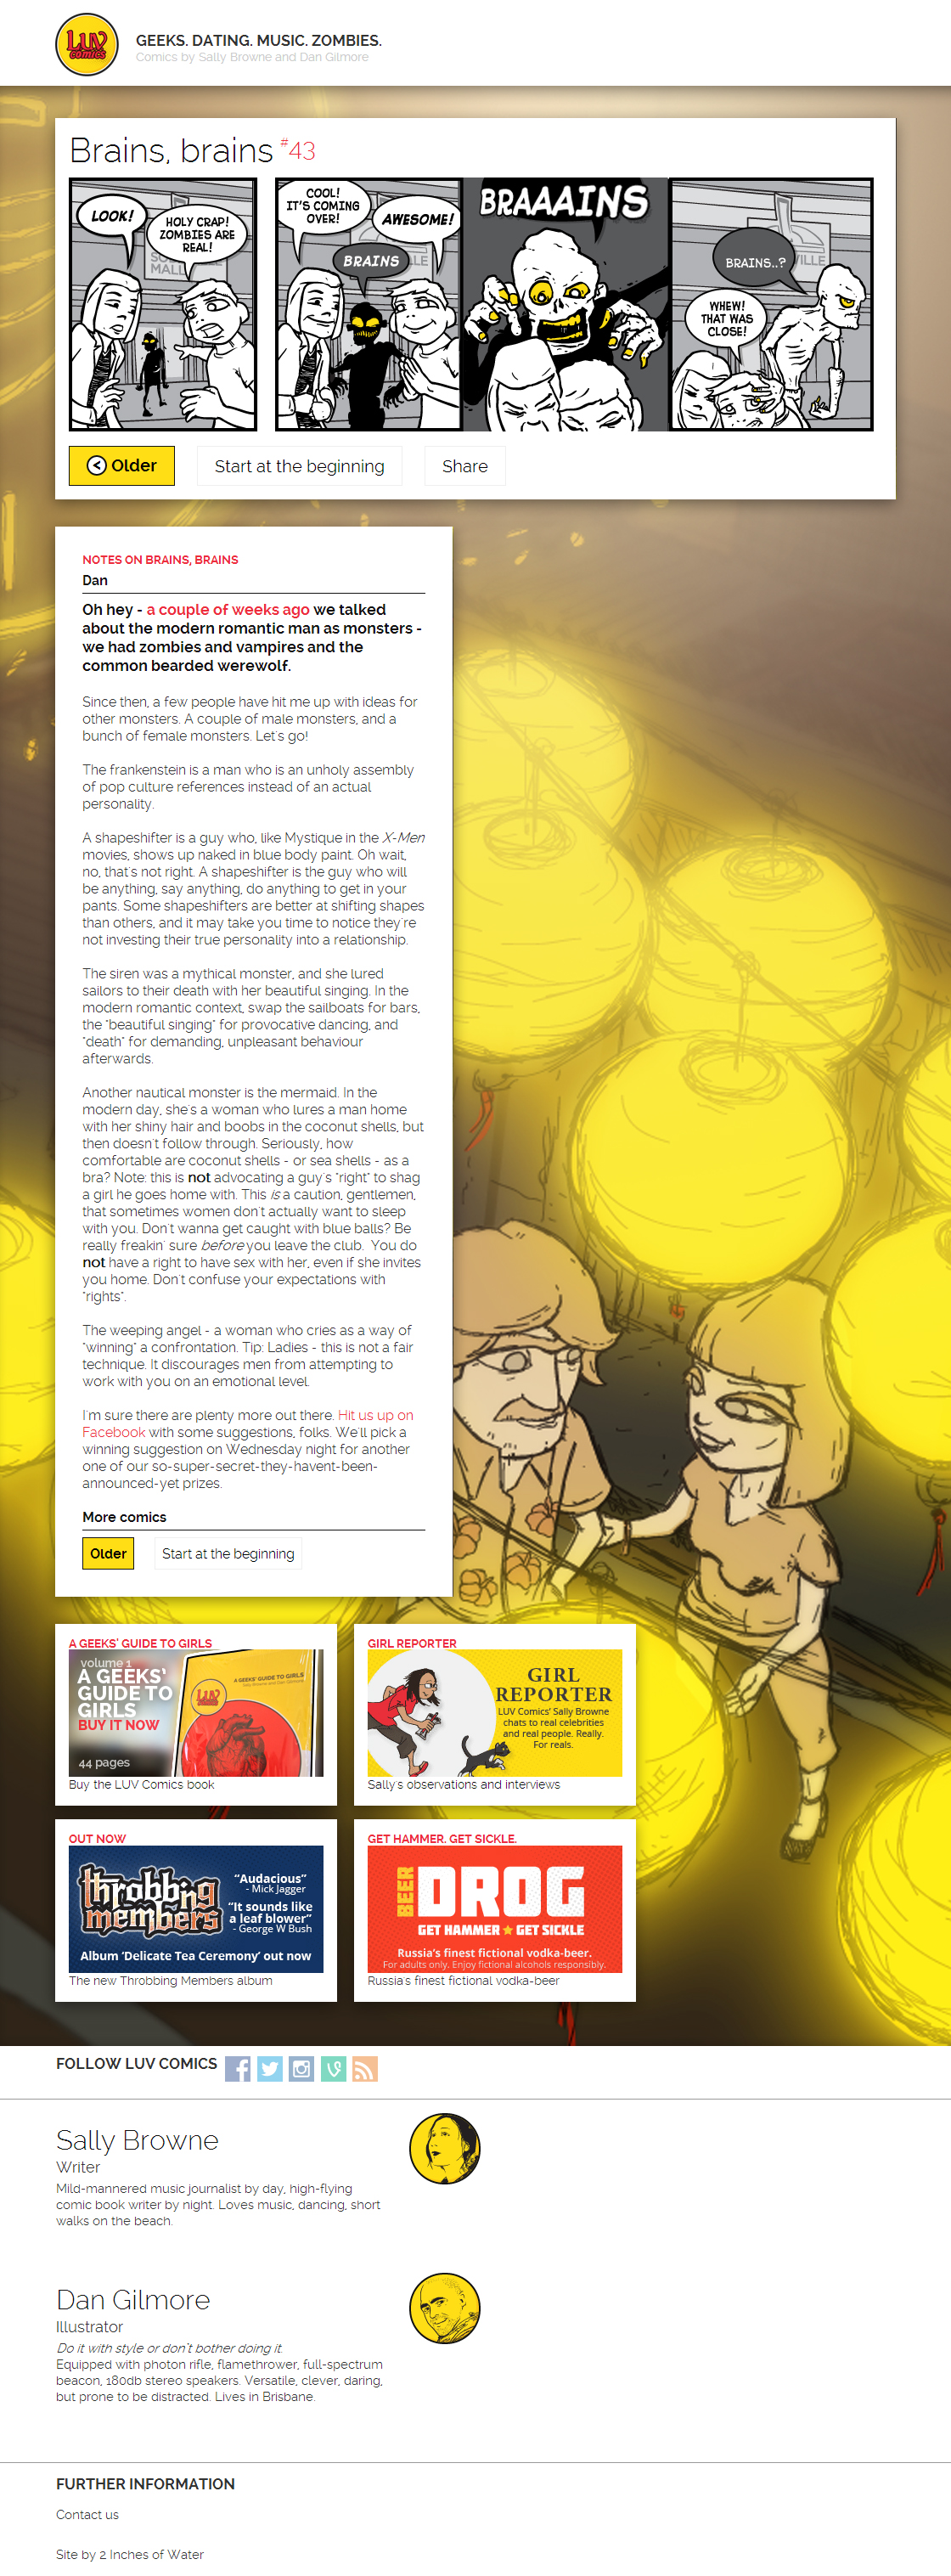 LUV
comics
GEEKS. DATING. MUSIC. ZOMBIES.
Comics by Sally Browne and Dan Gilmore
Brains, brains #43
LOOK!
HOLY CRAP!
ZOMBIES ARE
REAL!
MALL
COOL!
IT'S COMING
OVER!
AWESOME!
BRAINS
BRAAAINS
BRAINS..?
VILLE
WHEW!
THAT WAS
CLOSE!
< Older
Start at the beginning
Share
NOTES ON BRAINS, BRAINS
Dan
Oh hey - a couple of weeks ago we talked
about the modern romantic man as monsters -
we had zombies and vampires and the
common bearded werewolf.
Since then, a few people have hit me up with ideas for
other monsters. A couple of male monsters, and a
bunch of female monsters. Let's go!
The frankenstein is a man who is an unholy assembly
of pop culture references instead of an actual
personality.
A shapeshifter is a guy who, like Mystique in the X-Men
movies, shows up naked in blue body paint. Oh wait,
no, that's not right. A shapeshifter is the guy who will
be anything, say anything, do anything to get in your
pants. Some shapeshifters are better at shifting shapes
than others, and it may take you time to notice they're
not investing their true personality into a relationship.
The siren was a mythical monster, and she lured
sailors to their death with her beautiful singing. In the
modern romantic context, swap the sailboats for bars,
the "beautiful singing" for provocative dancing, and
"death" for demanding, unpleasant behaviour
afterwards.
Another nautical monster is the mermaid. In the
modern day, she's a woman who lures a man home
with her shiny hair and boobs in the coconut shells, but
then doesn't follow through. Seriously, how
comfortable are coconut shells - or sea shells - as a
bra? Note: this is not advocating a guy's "right" to shag
a girl he goes home with. This is a caution, gentlemen,
that sometimes women don't actually want to sleep
with you. Don't wanna get caught with blue balls? Be
really freakin' sure before you leave the club. You do
not have a right to have sex with her, even if she invites
you home. Don't confuse your expectations with
"rights".
The weeping angel - a woman who cries as a way of
"winning" a confrontation. Tip: Ladies - this is not a fair
technique. It discourages men from attempting to
work with you on an emotional level.
I'm sure there are plenty more out there. Hit us up on
Facebook with some suggestions, folks. We'll pick a
winning suggestion on Wednesday night for another
one of our so-super-secret-they-havent-been-
announced-yet prizes.
More comics
Older
Start at the beginning
A GEEKS' GUIDE TO GIRLS
volume 1
A GEEKS'
GUIDE TO
GIRLS
BUY IT NOW
44 pages
A GEEKS' GUIDE TO GIRLS
Sally Browne and Dan Gilmore
LUV
comics
Buy the LUV Comics book
GIRL REPORTER
GIRL
REPORTER
LUV Comics' Sally Browne
chats to real celebrities
and real people. Really.
For reals.
Sally's observations and interviews
OUT NOW
throbbing
members
"Audacious"
- Mick Jagger
"It sounds like
a leaf blower"
- George W Bush
Album 'Delicate Tea Ceremony' out now
The new Throbbing Members album
GET HAMMER. GET SICKLE.
BEER
DROG
GET HAMMER ★ GET SICKLE
Russia's finest fictional vodka-beer.
For adults only. Enjoy fictional alcohols responsibly.
Russia's finest fictional vodka-beer
FOLLOW LUV COMICS
Sally Browne
Writer
Mild-mannered music journalist by day, high-flying
comic book writer by night. Loves music, dancing, short
walks on the beach.
Dan Gilmore
Illustrator
Do it with style or don't bother doing it.
Equipped with photon rifle, flamethrower, full-spectrum
beacon, 180db stereo speakers. Versatile, clever, daring,
but prone to be distracted. Lives in Brisbane.
FURTHER INFORMATION
Contact us
Site by 2 Inches of Water